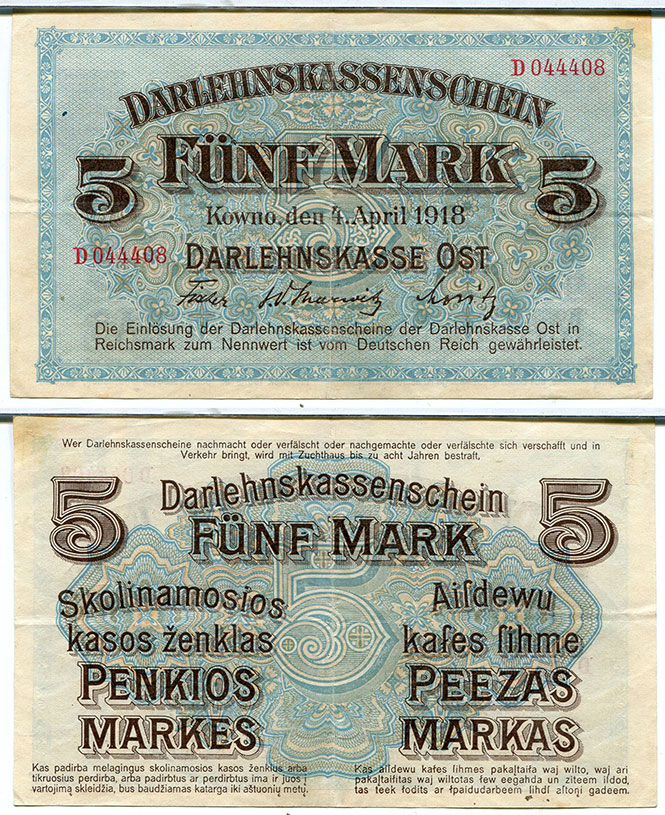 D 044408
DARLEHNSKASSENSCHEIN
5 FÜNF MARK 5
Kowno, den 4. April 1918
D 044408 DARLEHNSKASSE OST
Die Einlösung der Darlehnskassenscheine der Darlehnskasse Ost in
Reichsmark zum Nennwert ist vom Deutschen Reich gewährleistet.
Wer Darlehnskassenscheine nachmacht oder verfälscht oder nachgemachte oder verfälschte sich verschafft und in
Verkehr bringt, wird mit Zuchthaus bis zu acht Jahren bestraft.
5 Darlehnskassenschein 5
FÜNF MARK
5
Skolinamosios
kasos ženklas
PENKIOS
MARKES
Aiſdewu
kaſes ſihme
PEEZAS
MARKAS
Kas padirba melagingus skolinamosios kasos ženklus arba
tikruosius perdirba, arba padirbtus ar perdirbtus ima ir juos į
vartojimą skleidžia, bus baudžiamas katarga iki aštuonių metų.
Kas aiſdewu kaſes ſihmes pakaļtaiſa waj wilto, waj ari
pakaļtaiſitas waj wiltotas ſew eegahda un ziteem iſdod,
tas teek ſodits ar ſpaidudarbeem lihdſ aſtoņi gadeem.